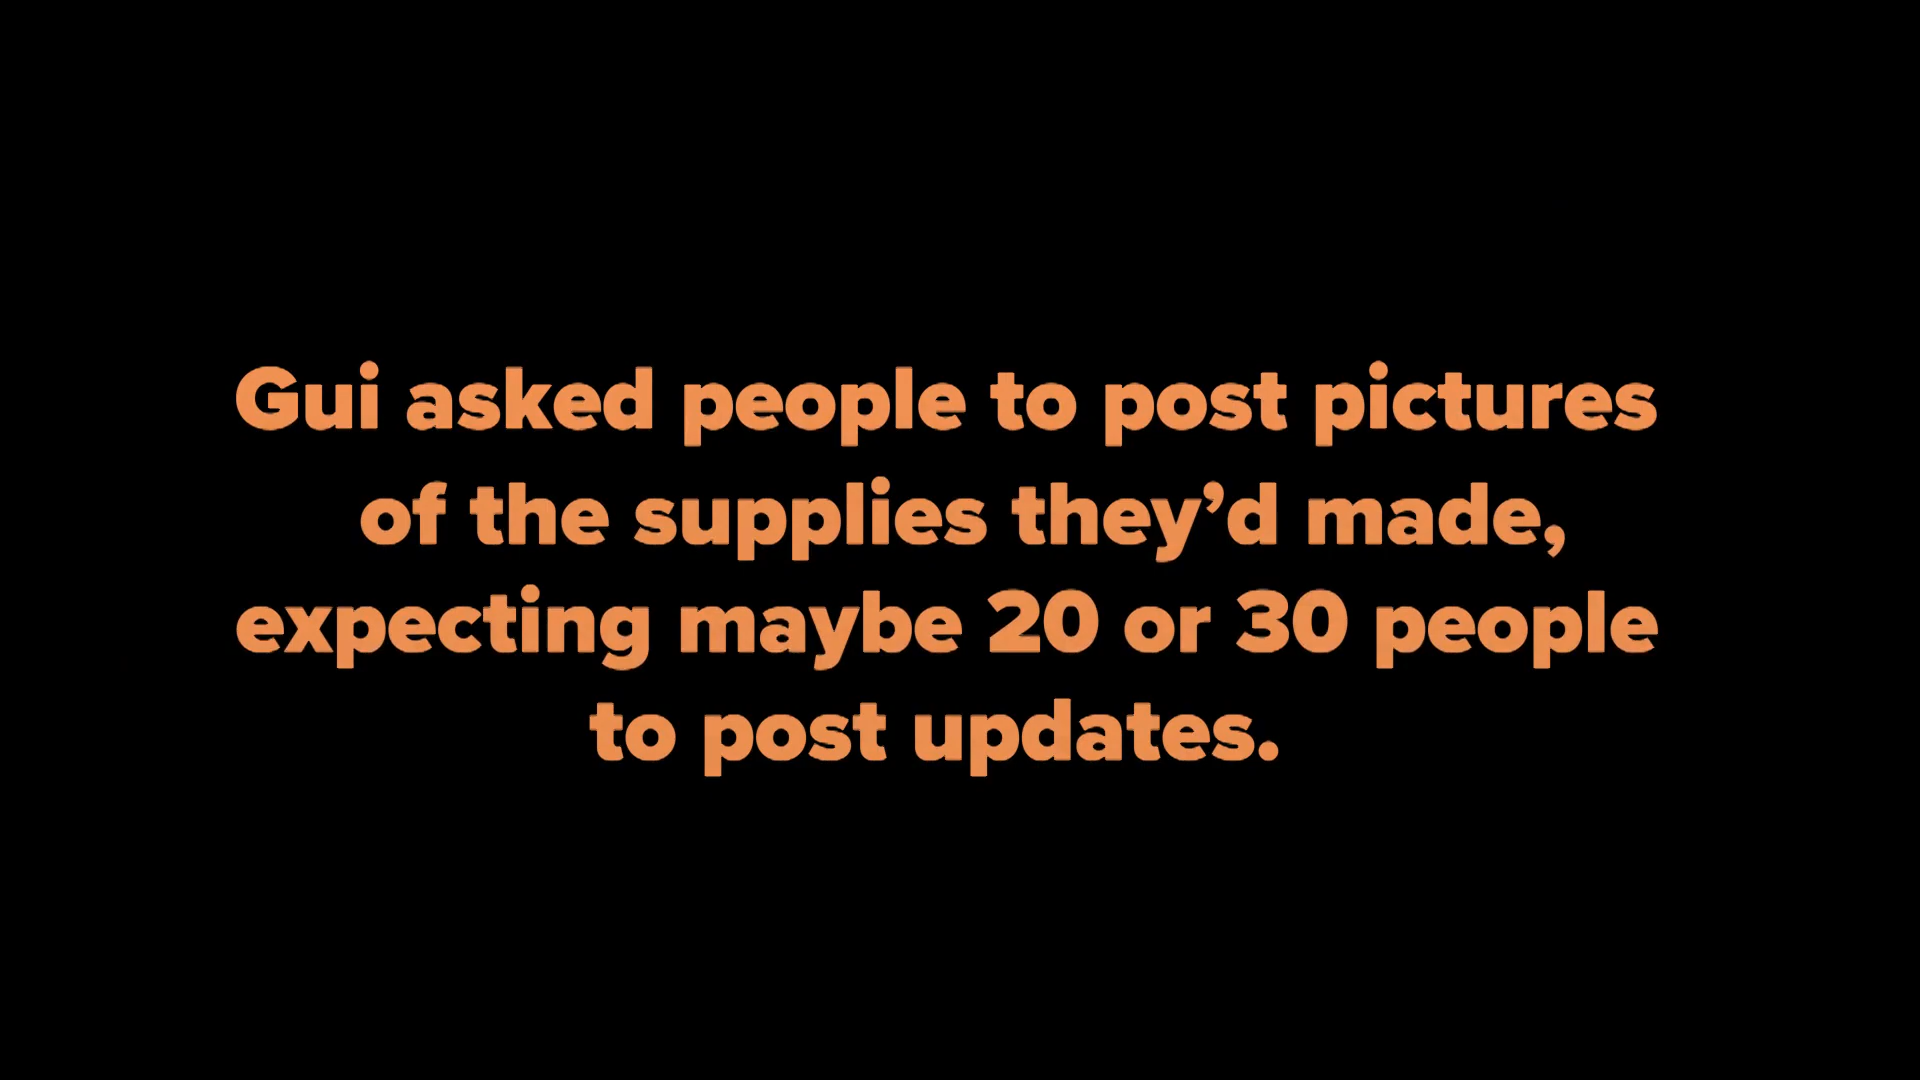 Gui asked people to post pictures
of the supplies they’d made,
expecting maybe 20 or 30 people
to post updates.